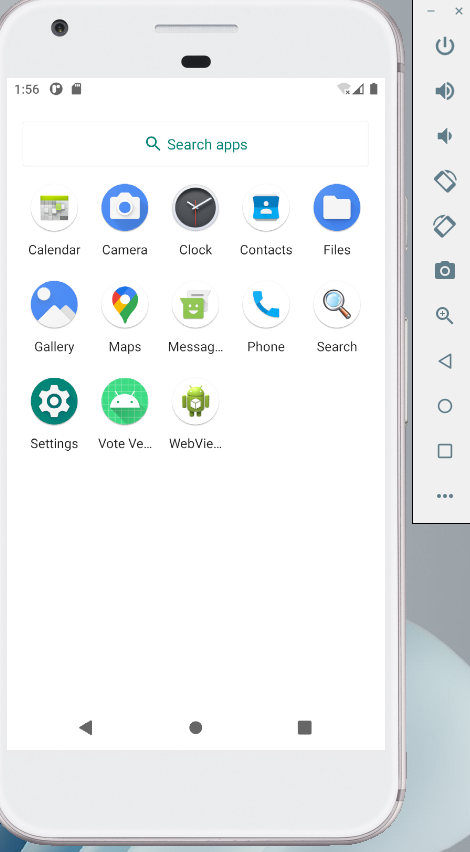 1:56
Search apps
Calendar Camera Clock Contacts Files
Gallery Maps Messag... Phone Search
Settings Vote Ve... WebVie...